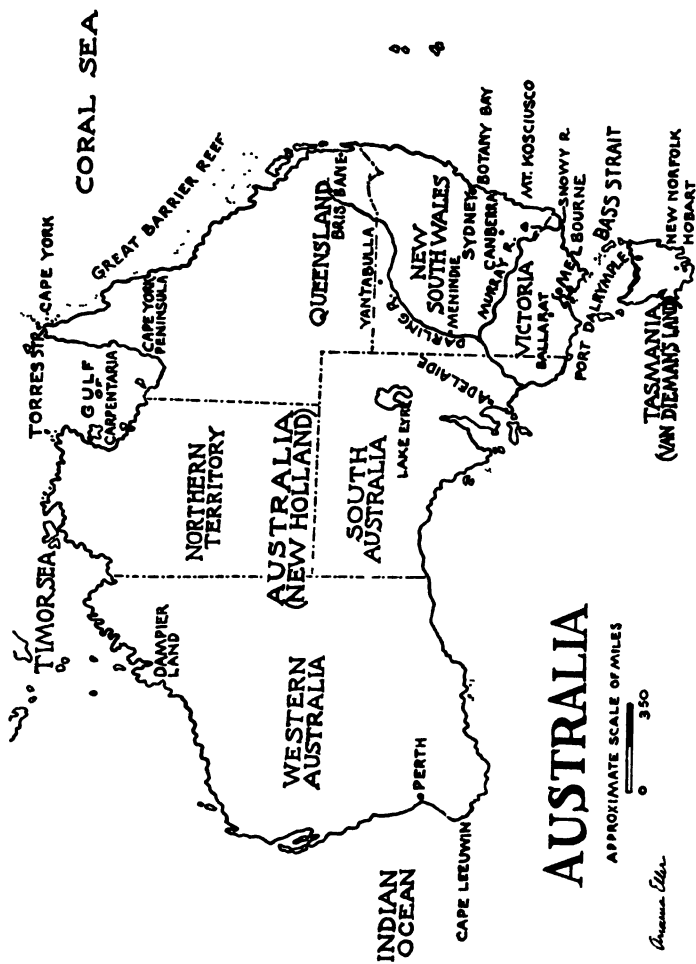 CORAL SEA
CAPE YORK
GREAT BARRIER REEF
TORRES STR.
GULF
OF
CARPENTARIA
CAPE YORK
PENINSULA
TIMOR SEA
DAMPIER
LAND
NORTHERN
TERRITORY
QUEENSLAND
BRISBANE
AUSTRALIA
(NEW HOLLAND)
WESTERN
AUSTRALIA
SOUTH
AUSTRALIA
LAKE EYRE
YANTABULLA
DARLING R.
NEW
SOUTH WALES
MENINDIE
SYDNEY
BOTANY BAY
CANBERRA
MURRAY R.
MT. KOSCIUSCO
ADELAIDE
VICTORIA
BALLARAT
SNOWY R.
MELBOURNE
BASS STRAIT
PORT DALRYMPLE
NEW NORFOLK
HOBART
TASMANIA
(VAN DIEMAN'S LAND)
PERTH
CAPE LEEUWIN
INDIAN
OCEAN
AUSTRALIA
APPROXIMATE SCALE OF MILES
0 350